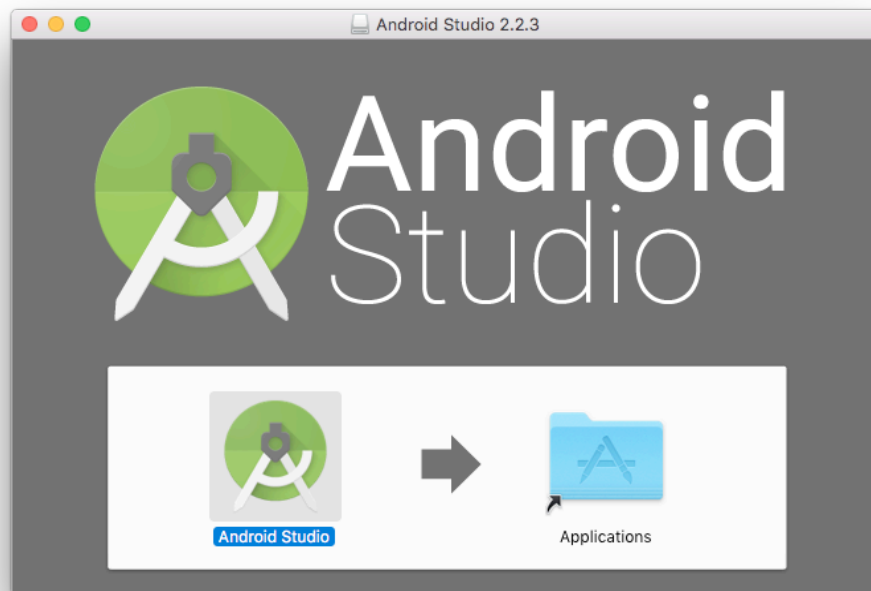 Android Studio 2.2.3
Android
Studio
Android Studio
Applications